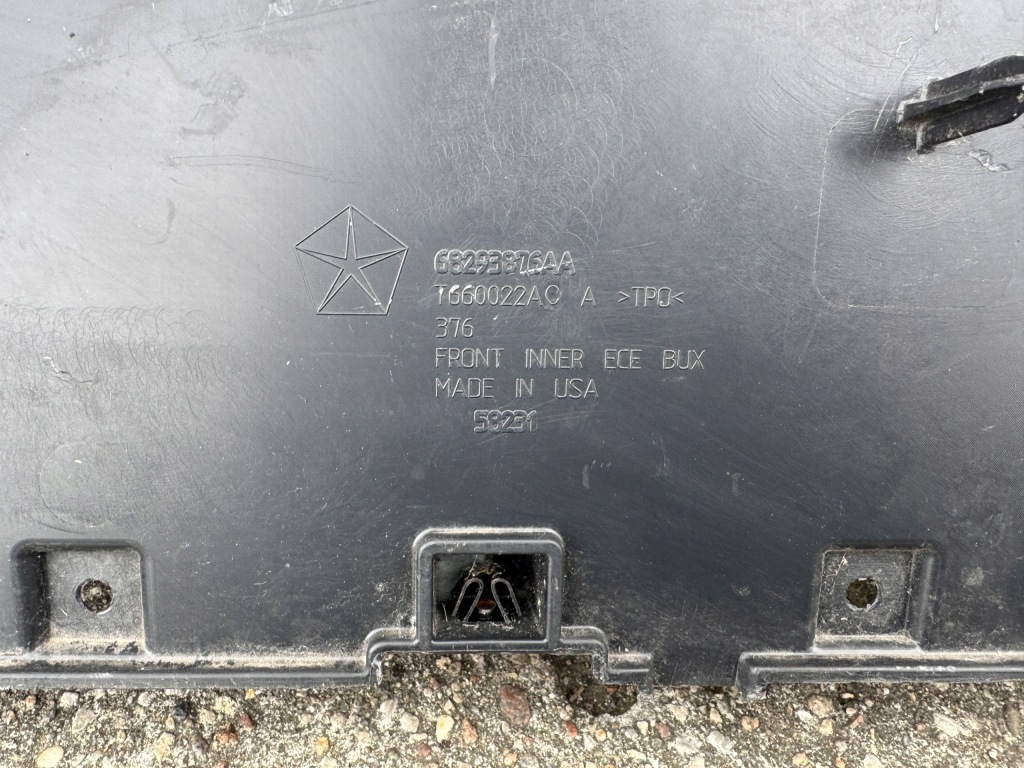 68293876AA
T660022AC A >TPO<
376
FRONT INNER ECE BUX
MADE IN USA
58231